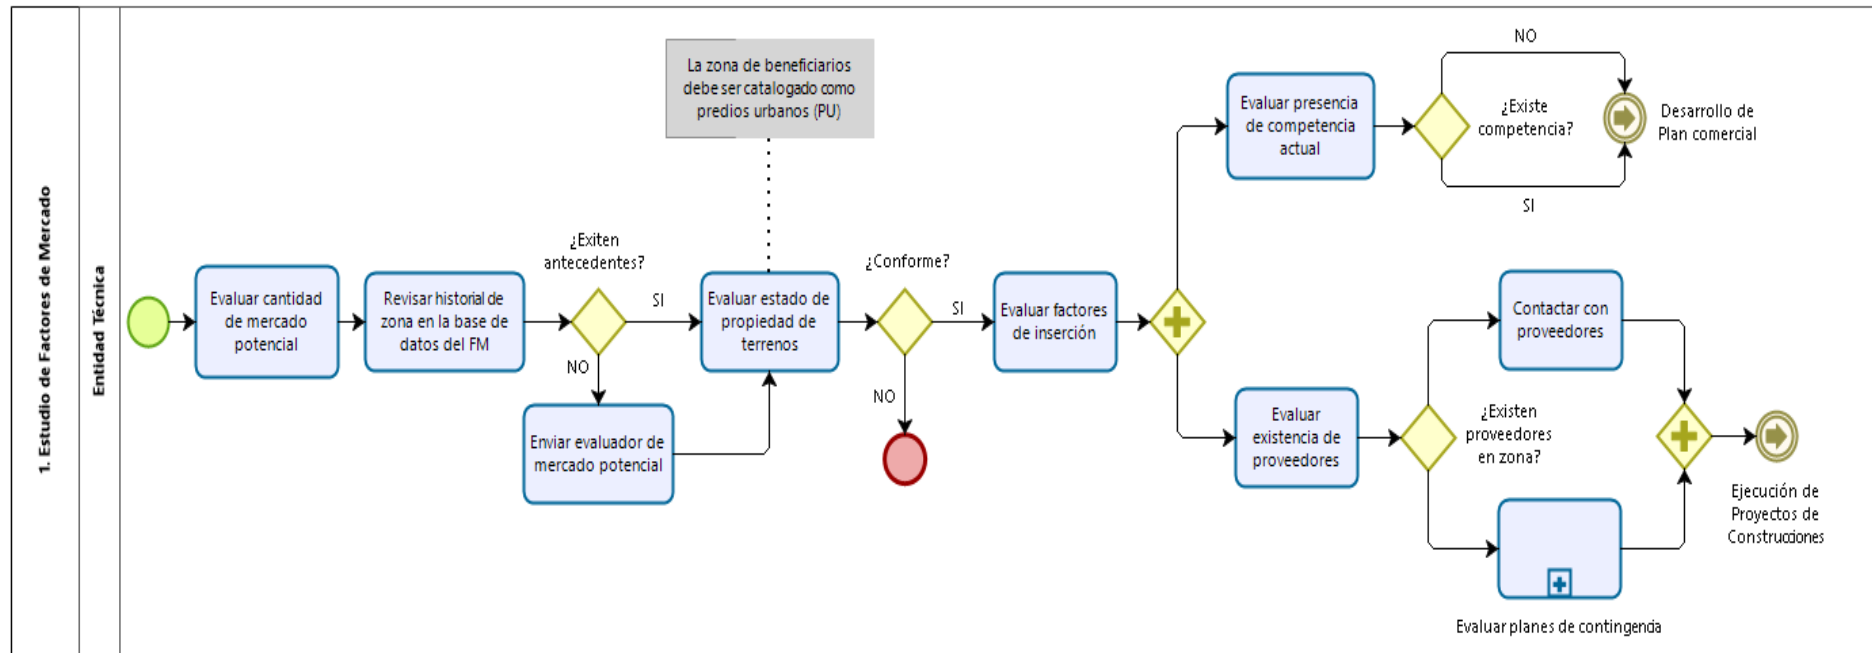 1. Estudio de Factores de Mercado
Entidad Técnica
Evaluar cantidad
de mercado
potencial
Revisar historial de
zona en la base de
datos del FM
¿Exiten
antecedentes?
SI
NO
Enviar evaluador de
mercado potencial
La zona de beneficiarios
debe ser catalogado como
predios urbanos (PU)
Evaluar estado de
propiedad de
terrenos
¿Conforme?
SI
NO
Evaluar factores
de inserción
Evaluar presencia
de competencia
actual
NO
¿Existe
competencia?
SI
Desarrollo de
Plan comercial
Evaluar
existencia de
proveedores
¿Existen
proveedores
en zona?
Contactar con
proveedores
Evaluar planes de contingencia
Ejecución de
Proyectos de
Construcciones